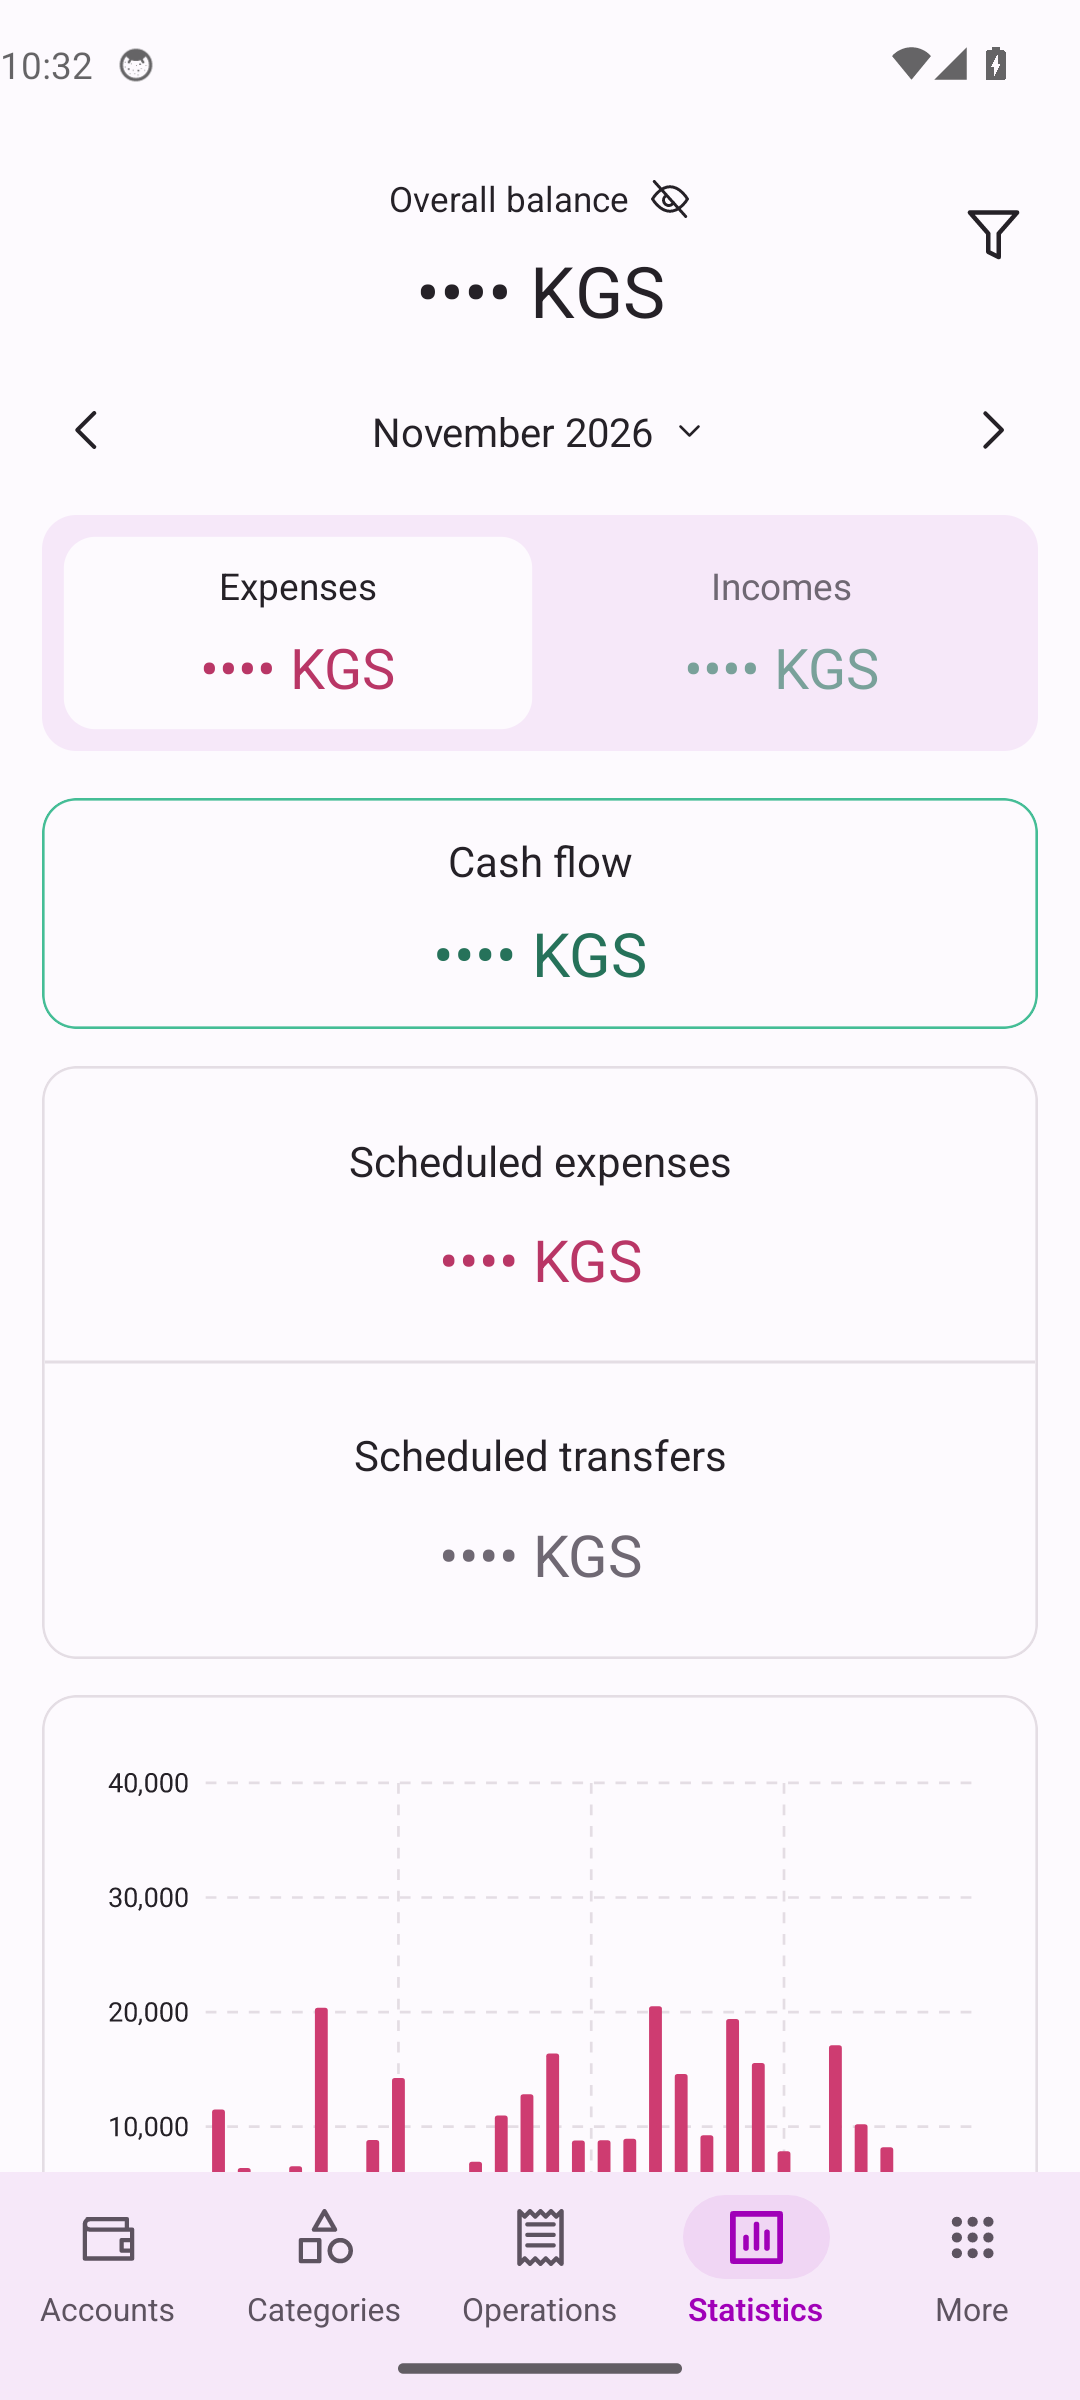 10:32
Overall balance
•••• KGS
November 2026
Expenses
•••• KGS
Incomes
•••• KGS
Cash flow
•••• KGS
Scheduled expenses
•••• KGS
Scheduled transfers
•••• KGS
40,000
30,000
20,000
10,000
Accounts
Categories
Operations
Statistics
More